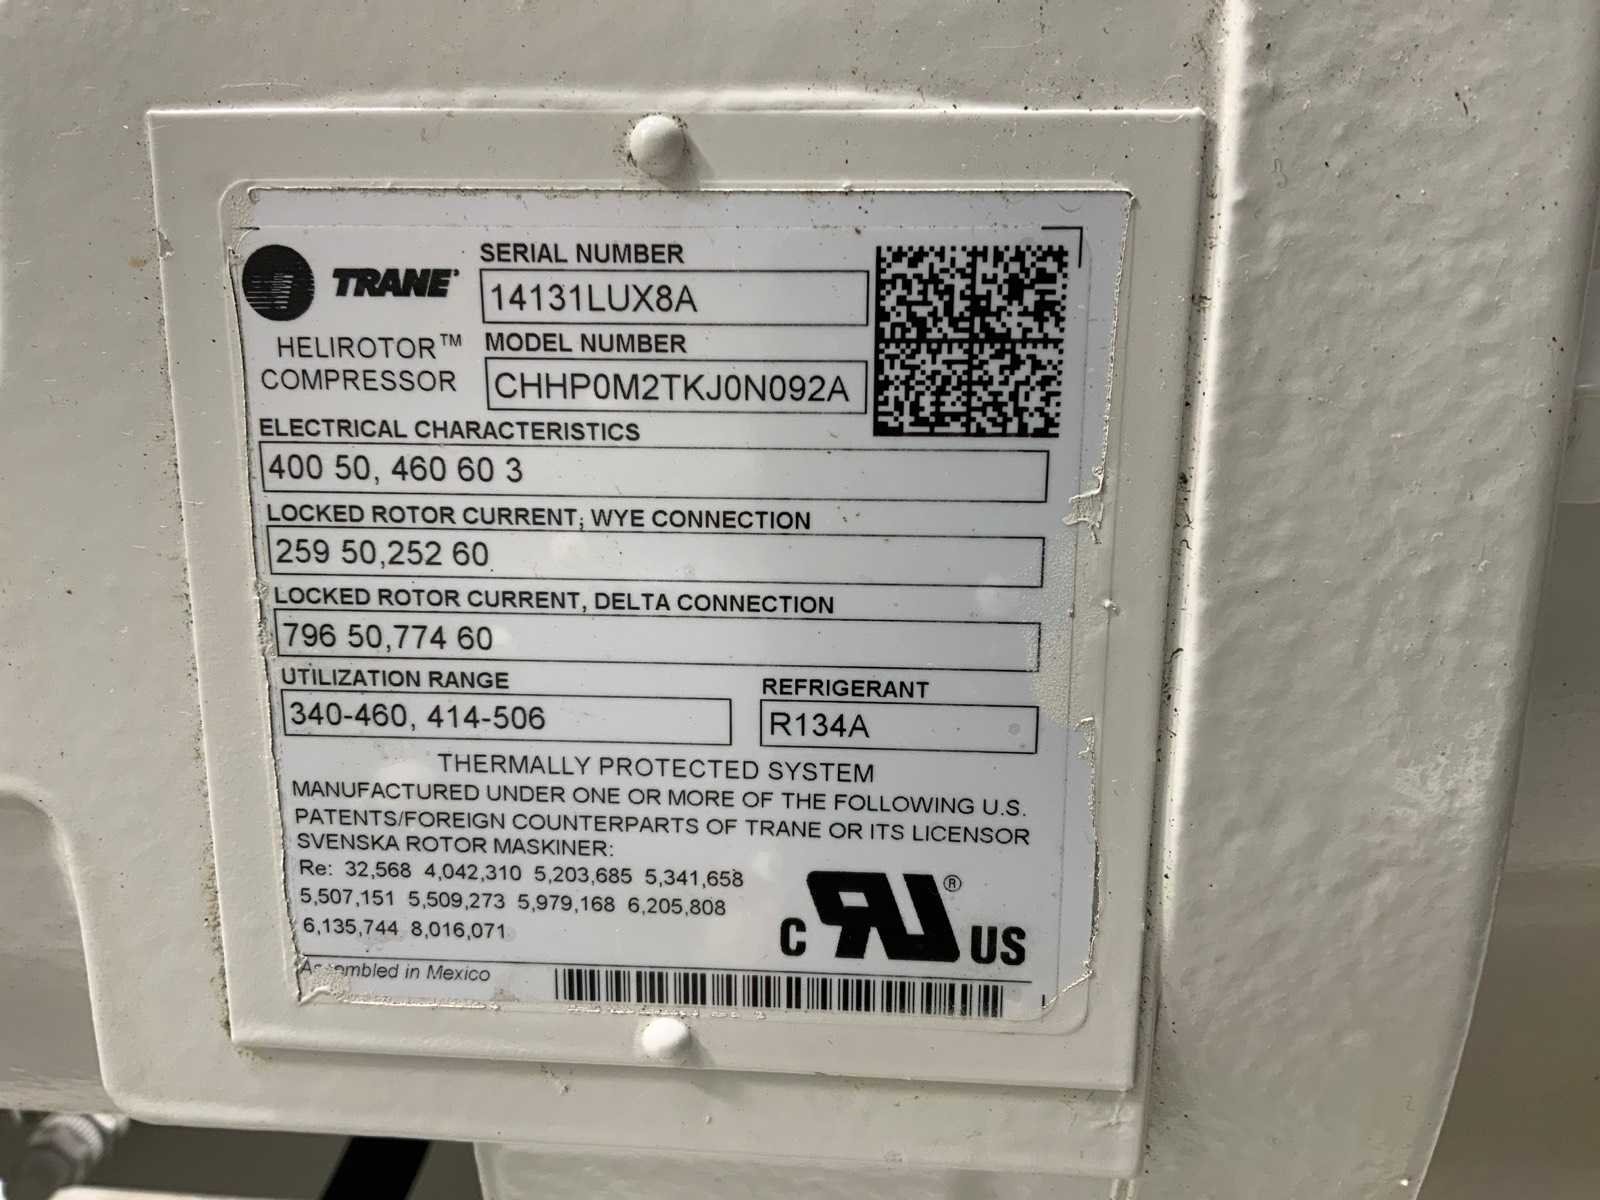 TRANE
SERIAL NUMBER
14131LUX8A
HELIROTOR™
COMPRESSOR
MODEL NUMBER
CHHP0M2TKJ0N092A
ELECTRICAL CHARACTERISTICS
400 50, 460 60 3
LOCKED ROTOR CURRENT, WYE CONNECTION
259 50,252 60
LOCKED ROTOR CURRENT, DELTA CONNECTION
796 50,774 60
UTILIZATION RANGE
340-460, 414-506
REFRIGERANT
R134A
THERMALLY PROTECTED SYSTEM
MANUFACTURED UNDER ONE OR MORE OF THE FOLLOWING U.S.
PATENTS/FOREIGN COUNTERPARTS OF TRANE OR ITS LICENSOR
SVENSKA ROTOR MASKINER:
Re: 32,568 4,042,310 5,203,685 5,341,658
5,507,151 5,509,273 5,979,168 6,205,808
6,135,744 8,016,071
C RU® US
Assembled in Mexico